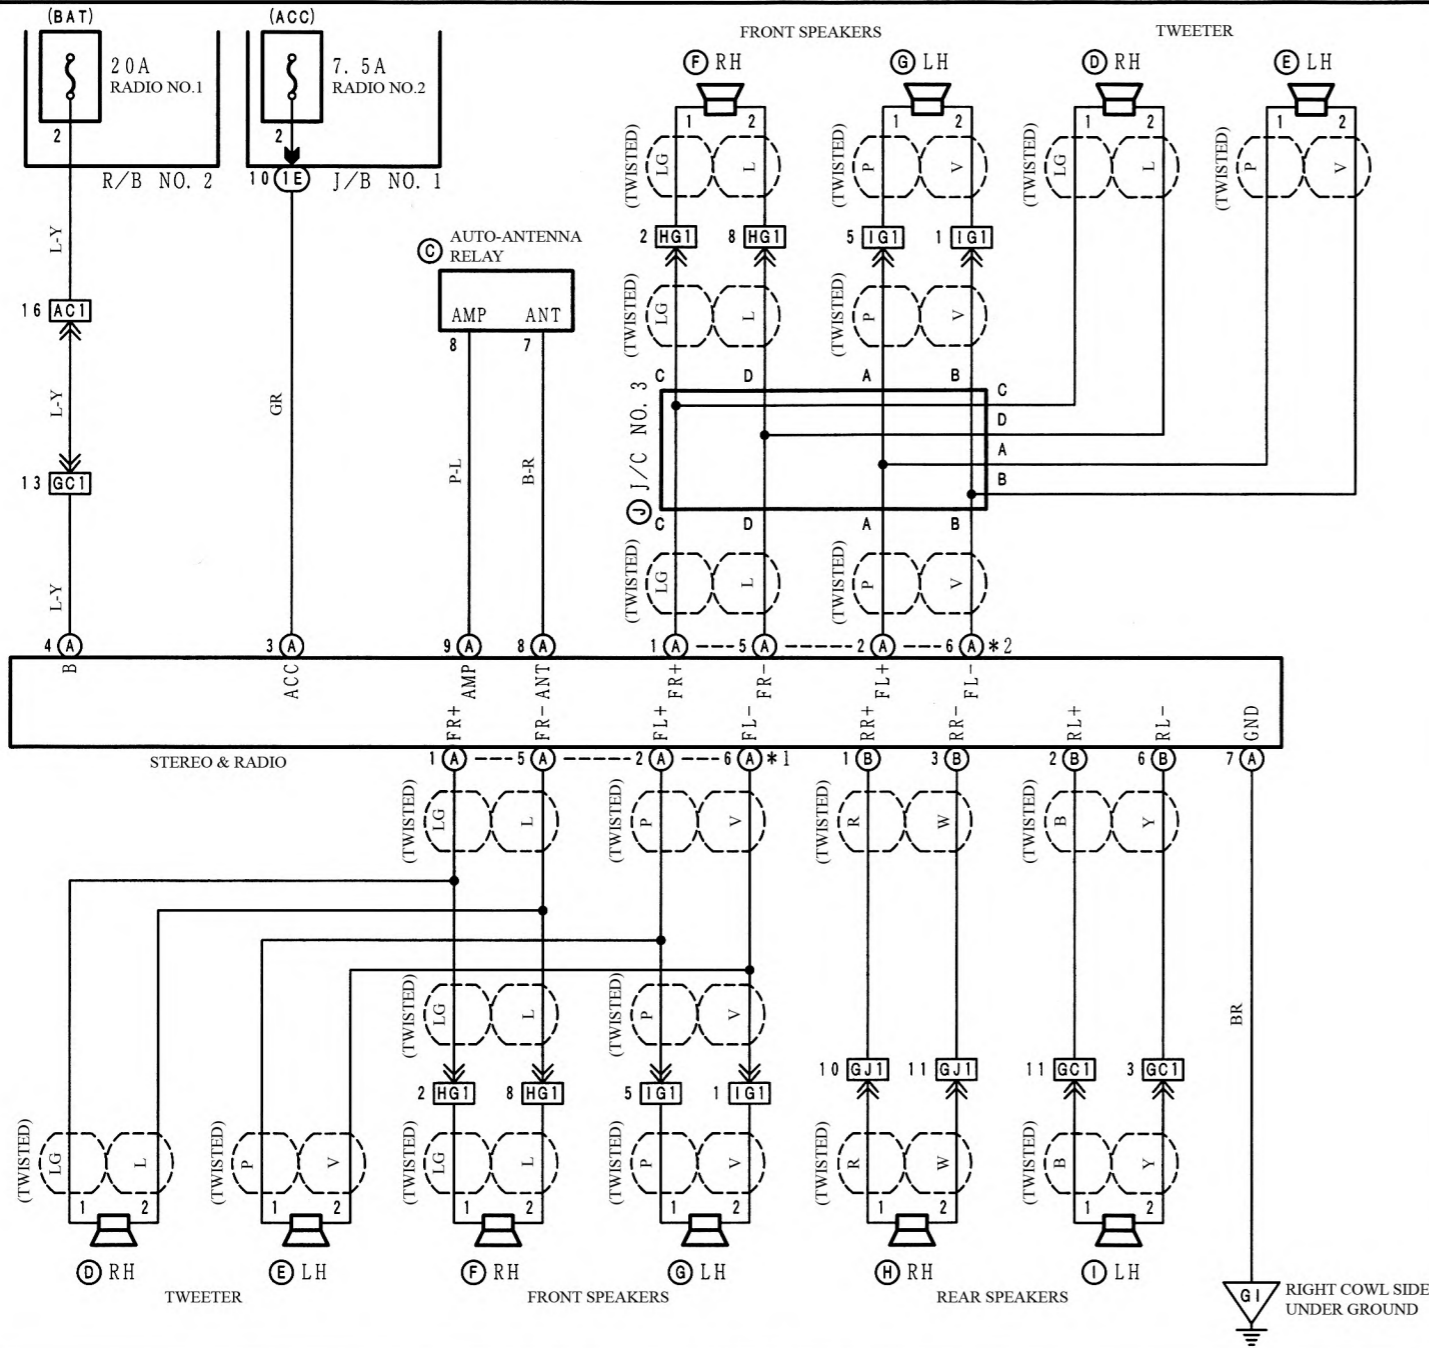 (BAT) (ACC)
FRONT SPEAKERS TWEETER
F RH G LH D RH E LH
20A 7.5A
RADIO NO.1 RADIO NO.2
2 2
1 2 1 2 1 2 1 2
(TWISTED) LG L (TWISTED) P V (TWISTED) LG L (TWISTED) P V
R/B NO. 2 10 1E J/B NO. 1
L-Y
C AUTO-ANTENNA
RELAY
2 HG1 8 HG1 5 IG1 1 IG1
16 AC1
AMP ANT
8 7
(TWISTED) LG L (TWISTED) P V
L-Y GR P-L B-R
C D A B
J J/C NO. 3
C
D
A
B
13 GC1
C D A B
L-Y
(TWISTED) LG L (TWISTED) P V
4 A 3 A 9 A 8 A 1 A 5 A 2 A 6 A *2
B ACC AMP ANT FR+ FR- FL+ FL-
FR+ FR- FL+ FL- RR+ RR- RL+ RL- GND
STEREO & RADIO
1 A 5 A 2 A 6 A *1 1 B 3 B 2 B 6 B 7 A
(TWISTED) LG L (TWISTED) P V (TWISTED) R W (TWISTED) B Y
(TWISTED) LG L (TWISTED) P V
BR
2 HG1 8 HG1 5 IG1 1 IG1 10 GJ1 11 GJ1 11 GC1 3 GC1
(TWISTED) LG L (TWISTED) P V (TWISTED) LG L (TWISTED) P V (TWISTED) R W (TWISTED) B Y
1 2 1 2 1 2 1 2 1 2 1 2
D RH E LH F RH G LH H RH I LH
TWEETER FRONT SPEAKERS REAR SPEAKERS
GI RIGHT COWL SIDE
UNDER GROUND